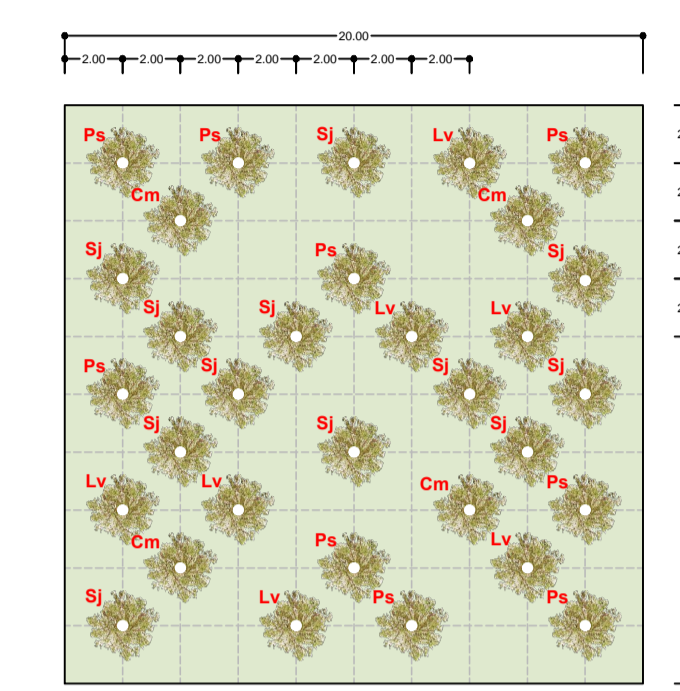 20.00
2.00 2.00 2.00 2.00 2.00 2.00 2.00
Ps Ps Sj Lv Ps
Cm Cm
Sj Ps Sj
Sj Sj Lv Lv
Ps Sj Sj Sj
Sj Sj Sj
Lv Lv Cm Ps
Cm Ps Lv
Sj Lv Ps Ps